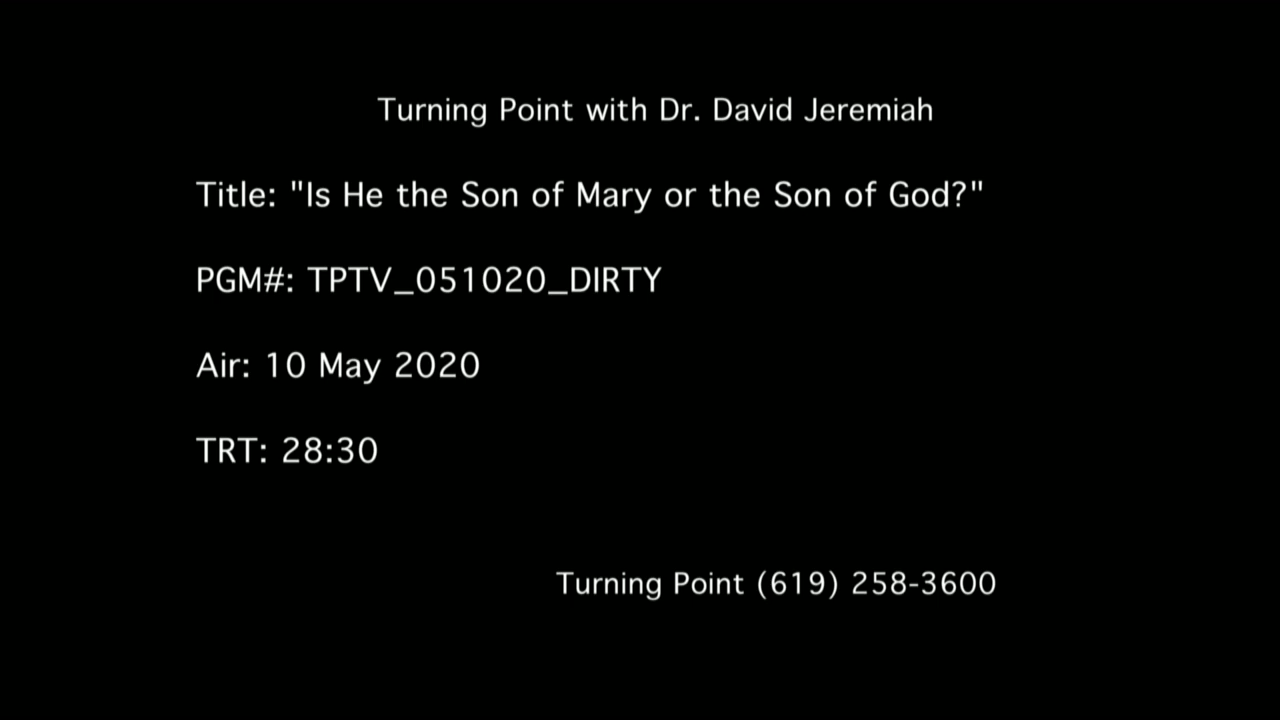 Turning Point with Dr. David Jeremiah
Title: "Is He the Son of Mary or the Son of God?"
PGM#: TPTV_051020_DIRTY
Air: 10 May 2020
TRT: 28:30
Turning Point (619) 258-3600